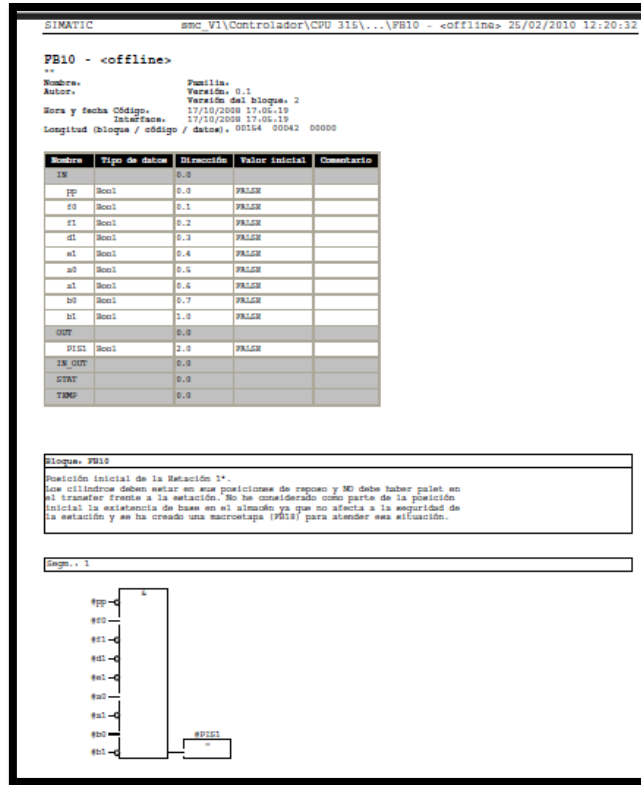 SIMATIC smc_V1\Controlador\CPU 315\...\FB10 - <offline> 25/02/2010 12:20:32
FB10 - <offline>
""
Nombre: Familia:
Autor: Versión: 0.1
Versión del bloque: 2
Hora y fecha Código: 17/10/2008 17:05:19
Interface: 17/10/2008 17:05:19
Longitud (bloque / código / datos): 00154 00042 00000
Nombre Tipo de datos Dirección Valor inicial Comentario
IN 0.0
pp Bool 0.0 FALSE
f0 Bool 0.1 FALSE
f1 Bool 0.2 FALSE
d1 Bool 0.3 FALSE
e1 Bool 0.4 FALSE
a0 Bool 0.5 FALSE
a1 Bool 0.6 FALSE
b0 Bool 0.7 FALSE
b1 Bool 1.0 FALSE
OUT 0.0
PIS1 Bool 2.0 FALSE
IN_OUT 0.0
STAT 0.0
TEMP 0.0
Bloque: FB10
Posición inicial de la Estación 1*.
Los cilindros deben estar en sus posiciones de reposo y NO debe haber palet en
el transfer frente a la estación. No he considerado como parte de la posición
inicial la existencia de base en el almacén ya que no afecta a la seguridad de
la estación y se ha creado una macroetapa (FB18) para atender esa situación.
Segm.: 1
&
#pp
#f0
#f1
#d1
#e1
#a0
#a1
#b0 #PIS1
#b1 =